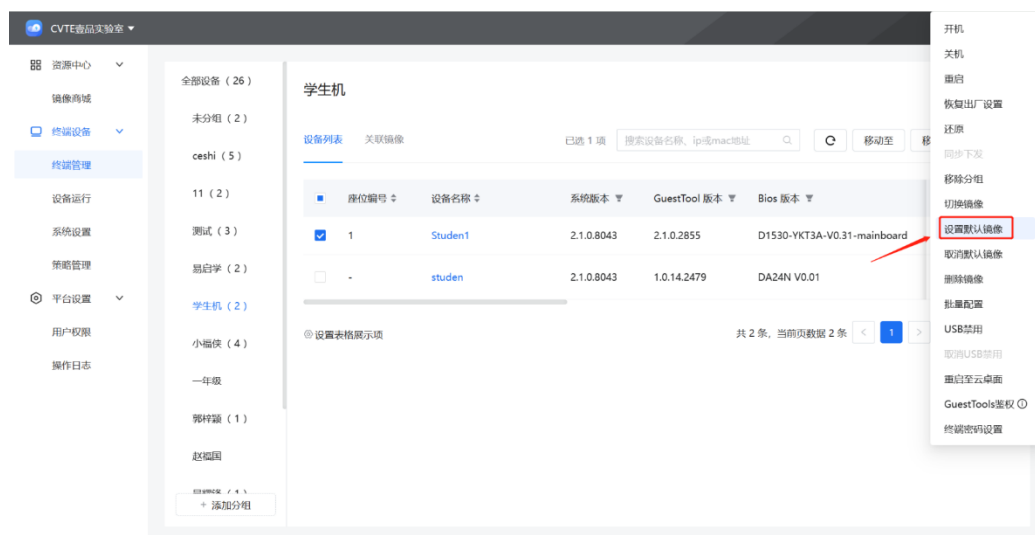 CVTE壹品实验室
资源中心
镜像商城
终端设备
终端管理
设备运行
系统设置
策略管理
平台设置
用户权限
操作日志
全部设备（26）
未分组（2）
ceshi（5）
11（2）
测试（3）
易启学（2）
学生机（2）
小福侠（4）
一年级
郭梓颖（1）
赵福国
+ 添加分组
学生机
设备列表 关联镜像 已选 1 项 搜索设备名称、ip或mac地址 移动至
座位编号 设备名称 系统版本 GuestTool 版本 Bios 版本
1 Studen1 2.1.0.8043 2.1.0.2855 D1530-YKT3A-V0.31-mainboard
- studen 2.1.0.8043 1.0.14.2479 DA24N V0.01
设置表格展示项 共 2 条，当前页数据 2 条 < 1 >
开机
关机
重启
恢复出厂设置
还原
同步下发
移除分组
切换镜像
设置默认镜像
取消默认镜像
删除镜像
批量配置
USB禁用
取消USB禁用
重启至云桌面
GuestTools鉴权
终端密码设置